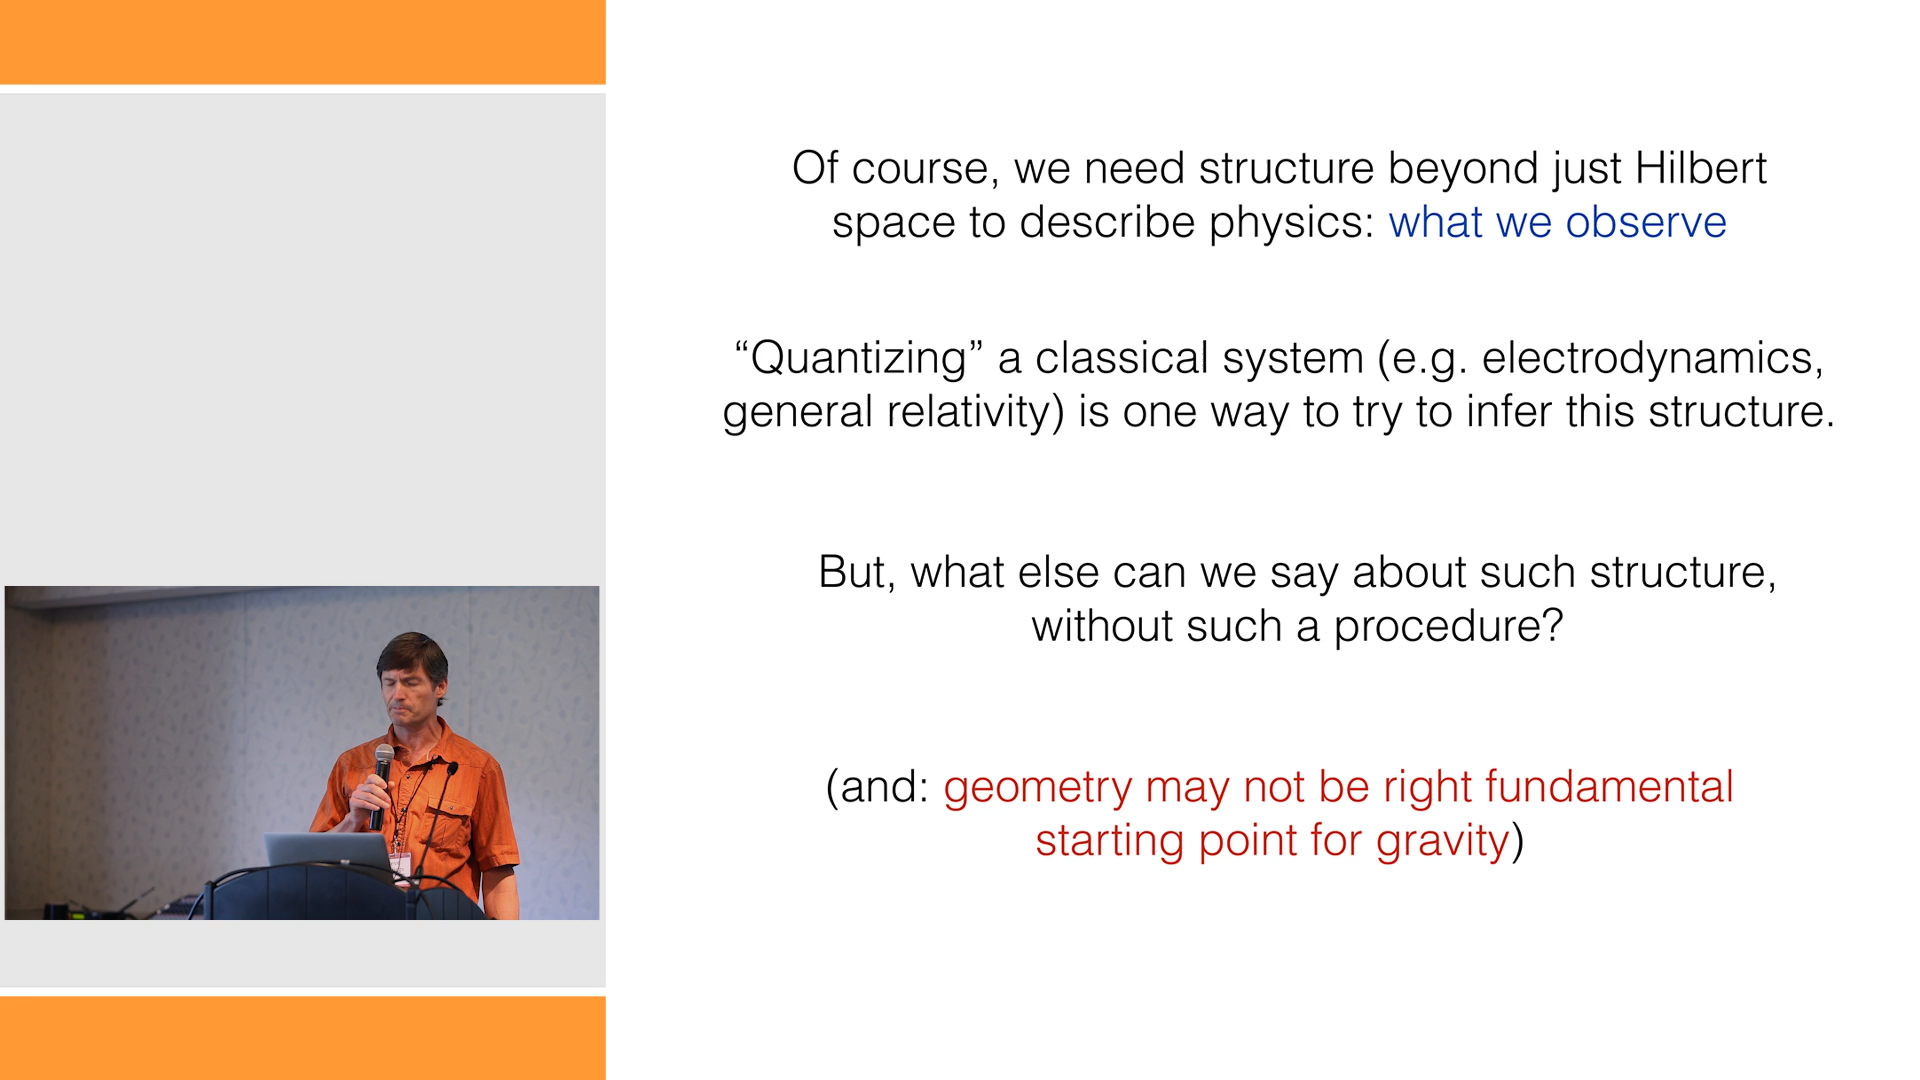 Of course, we need structure beyond just Hilbert
space to describe physics: what we observe
“Quantizing” a classical system (e.g. electrodynamics,
general relativity) is one way to try to infer this structure.
But, what else can we say about such structure,
without such a procedure?
(and: geometry may not be right fundamental
starting point for gravity)